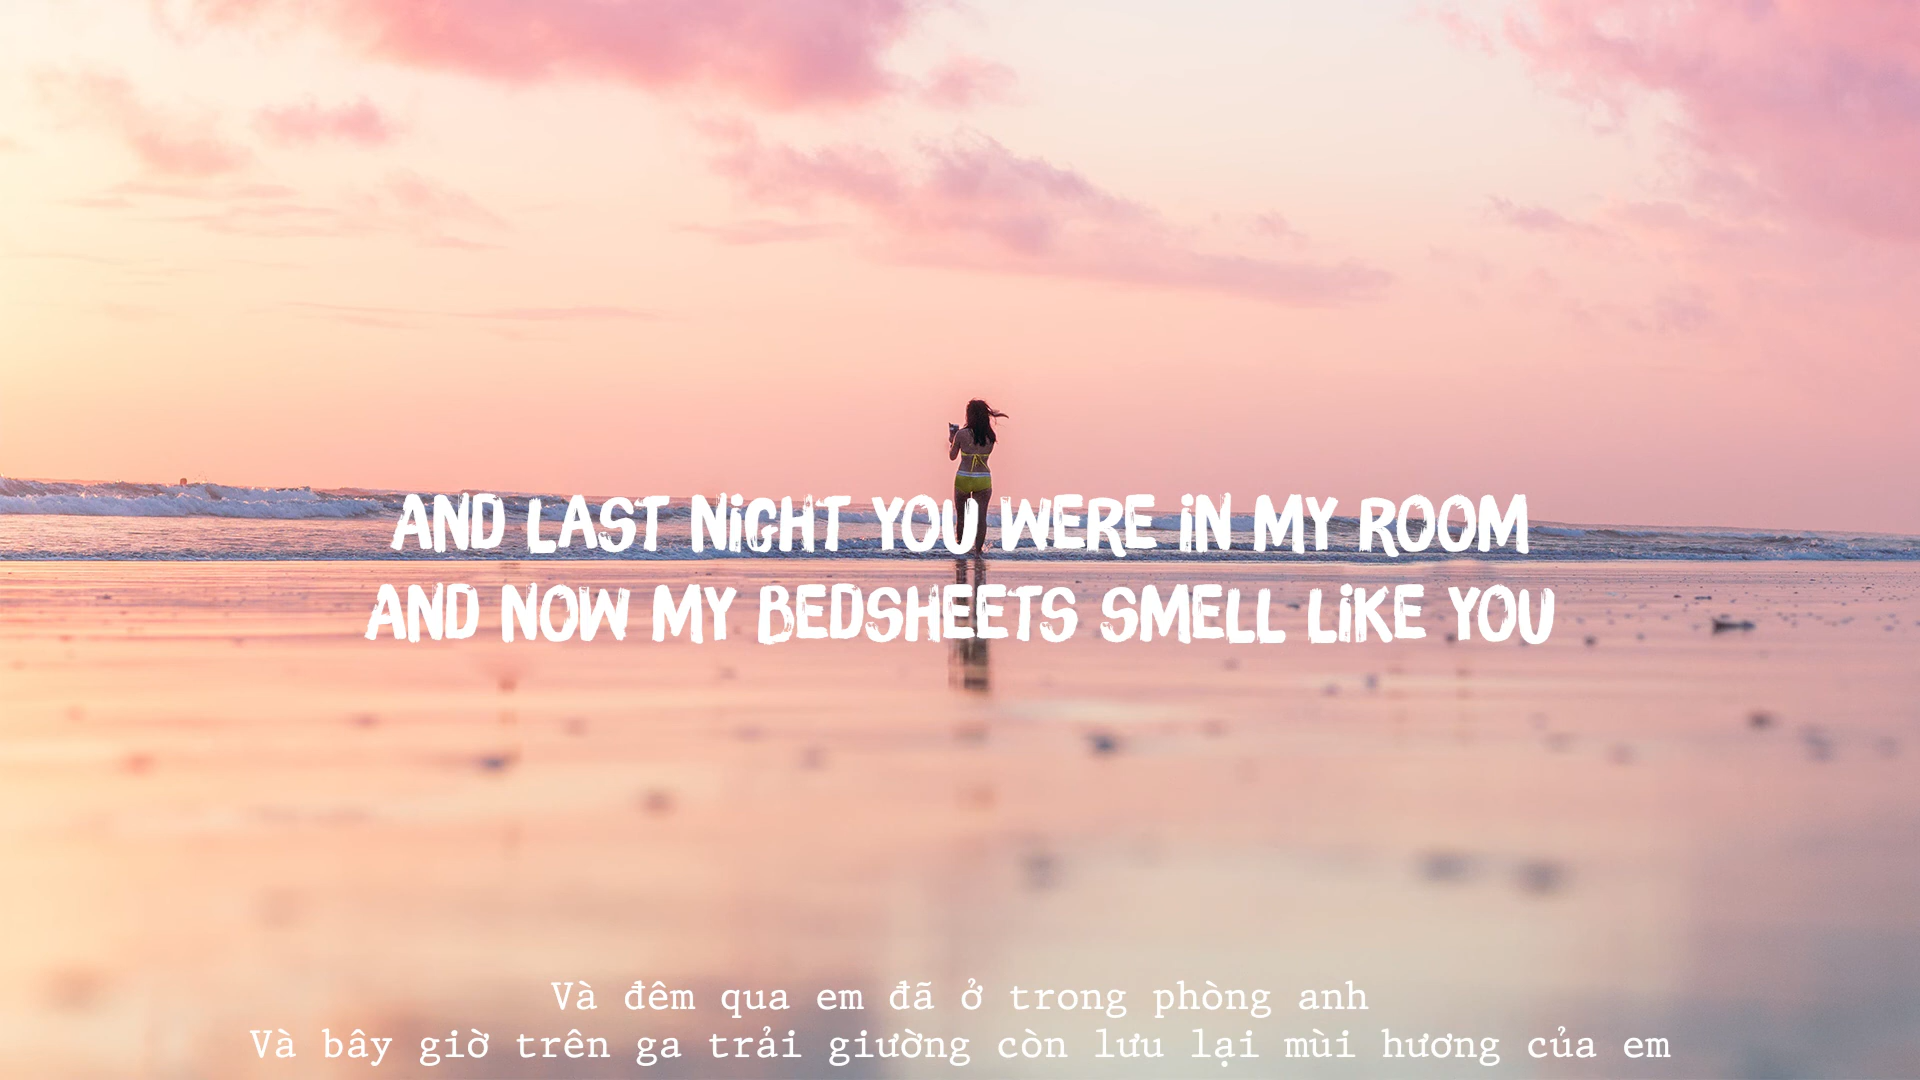 AND LAST NIGHT YOU WERE IN MY ROOM
AND NOW MY BEDSHEETS SMELL LIKE YOU
Và đêm qua em đã ở trong phòng anh
Và bây giờ trên ga trải giường còn lưu lại mùi hương của em